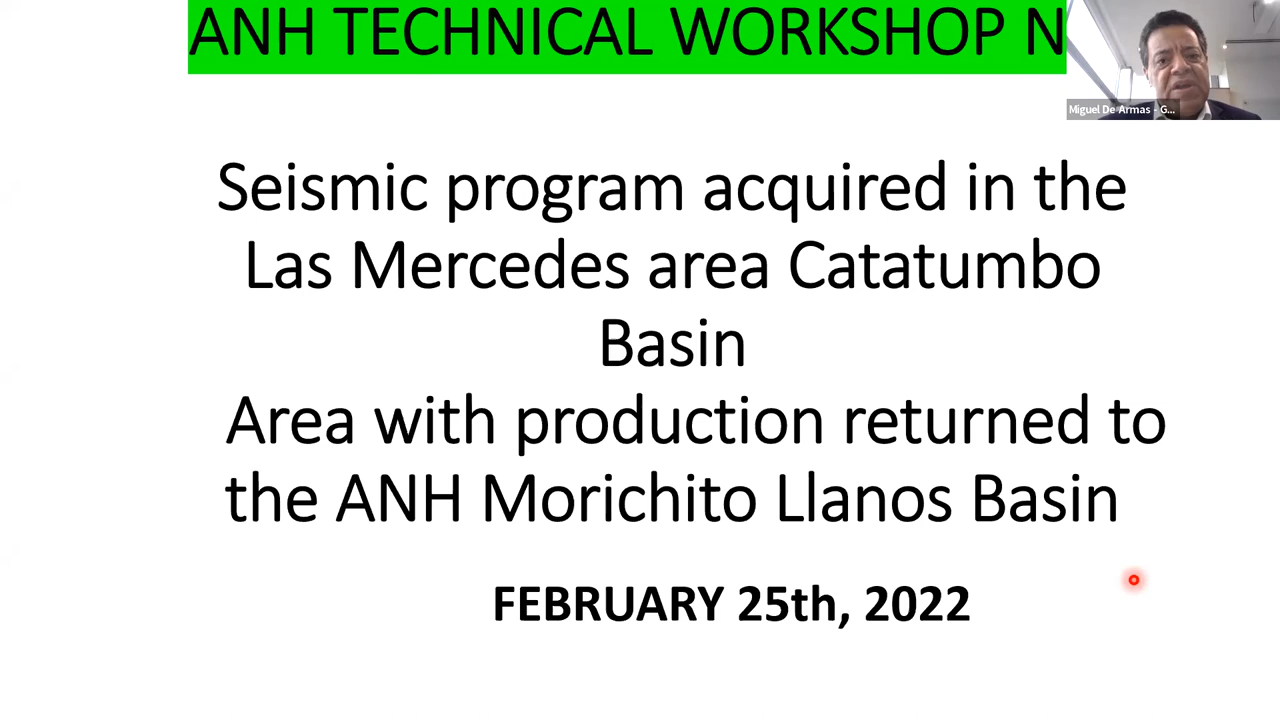 ANH TECHNICAL WORKSHOP N
Miguel De Armas - G...
Seismic program acquired in the
Las Mercedes area Catatumbo
Basin
Area with production returned to
the ANH Morichito Llanos Basin
FEBRUARY 25th, 2022